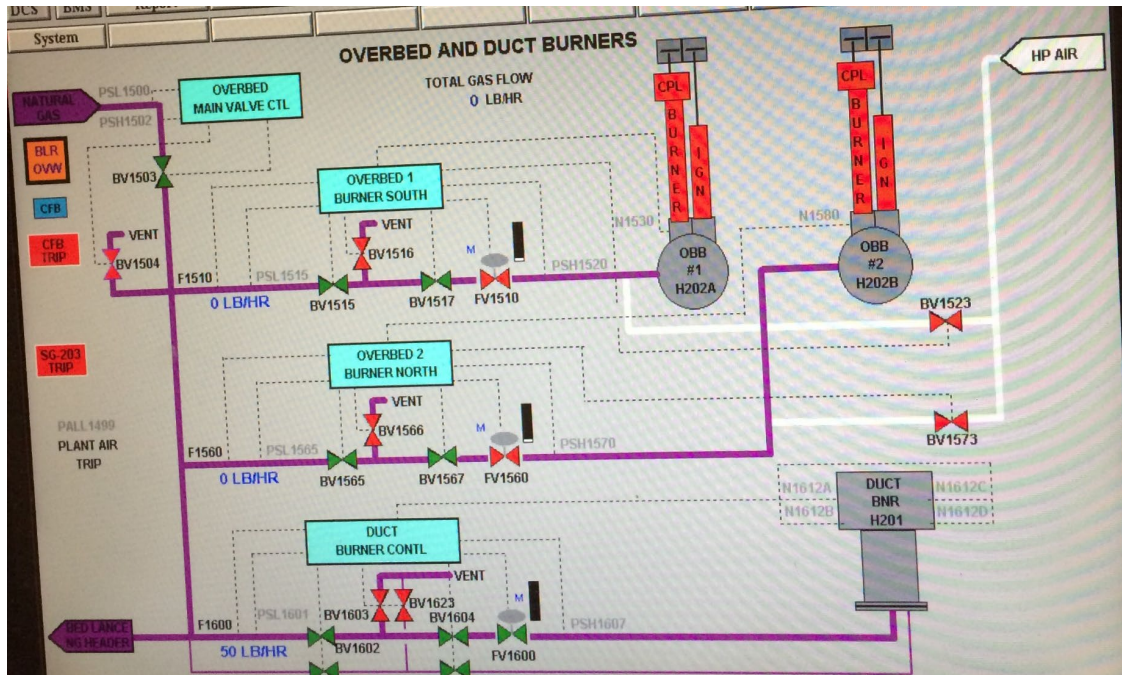 DCS
BMS
Report
System
OVERBED AND DUCT BURNERS
TOTAL GAS FLOW
0 LB/HR
HP AIR
NATURAL
GAS
PSL1500
PSH1502
OVERBED
MAIN VALVE CTL
BLR
OVW
BV1503
CFB
CFB
TRIP
VENT
BV1504
OVERBED 1
BURNER SOUTH
VENT
BV1516
M
F1510
PSL1515
0 LB/HR
BV1515
BV1517
FV1510
PSH1520
N1530
CPL
BURNER
IGN
OBB
#1
H202A
N1580
CPL
BURNER
IGN
OBB
#2
H202B
BV1523
SG-203
TRIP
OVERBED 2
BURNER NORTH
VENT
BV1566
M
PALL1499
PLANT AIR
TRIP
F1560
PSL1565
0 LB/HR
BV1565
BV1567
FV1560
PSH1570
BV1573
N1612A
N1612B
DUCT
BNR
H201
N1612C
N1612D
DUCT
BURNER CONTL
VENT
BV1603
BV1623
M
F1600
PSL1601
BV1604
50 LB/HR
BV1602
FV1600
PSH1607
BED LANCE
NG HEADER